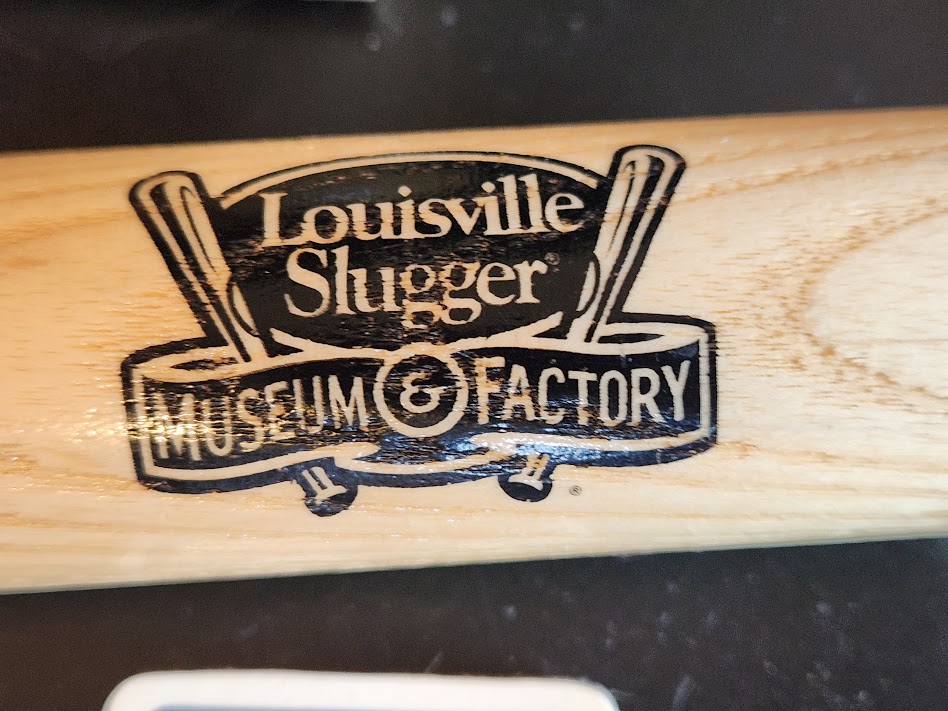 Louisville
Slugger®
MUSEUM & FACTORY
®